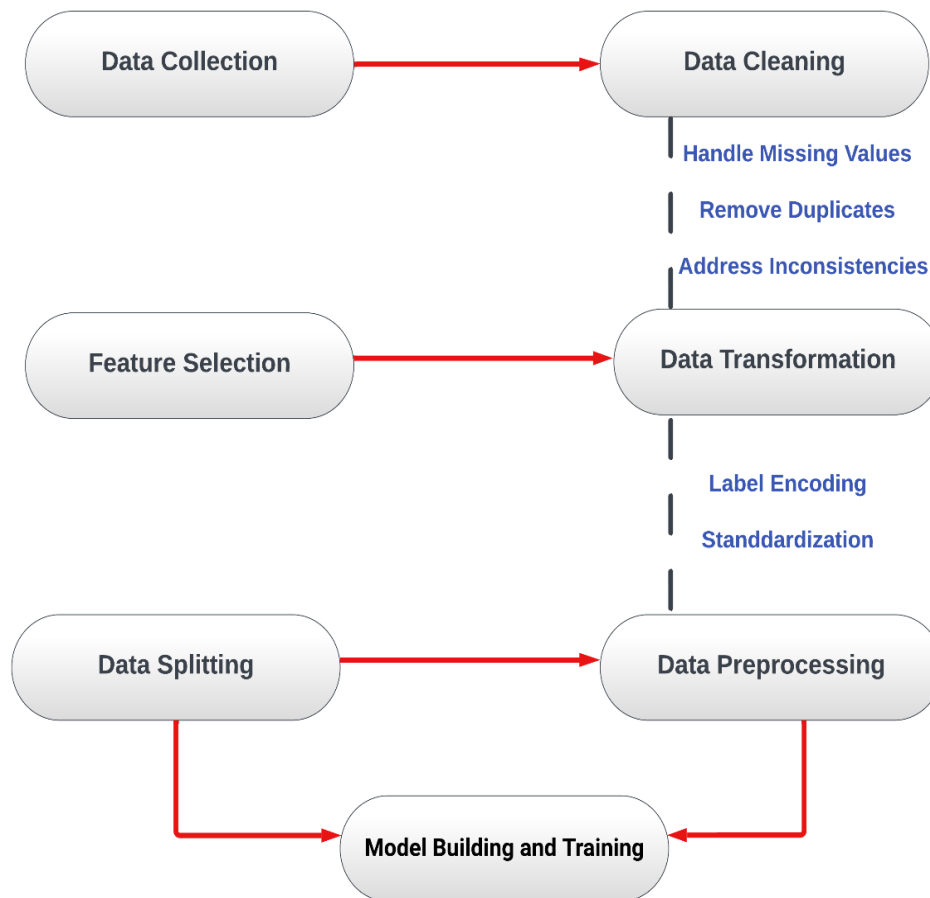 Data Collection
Data Cleaning
Handle Missing Values
Remove Duplicates
Address Inconsistencies
Feature Selection
Data Transformation
Label Encoding
Standdardization
Data Splitting
Data Preprocessing
Model Building and Training